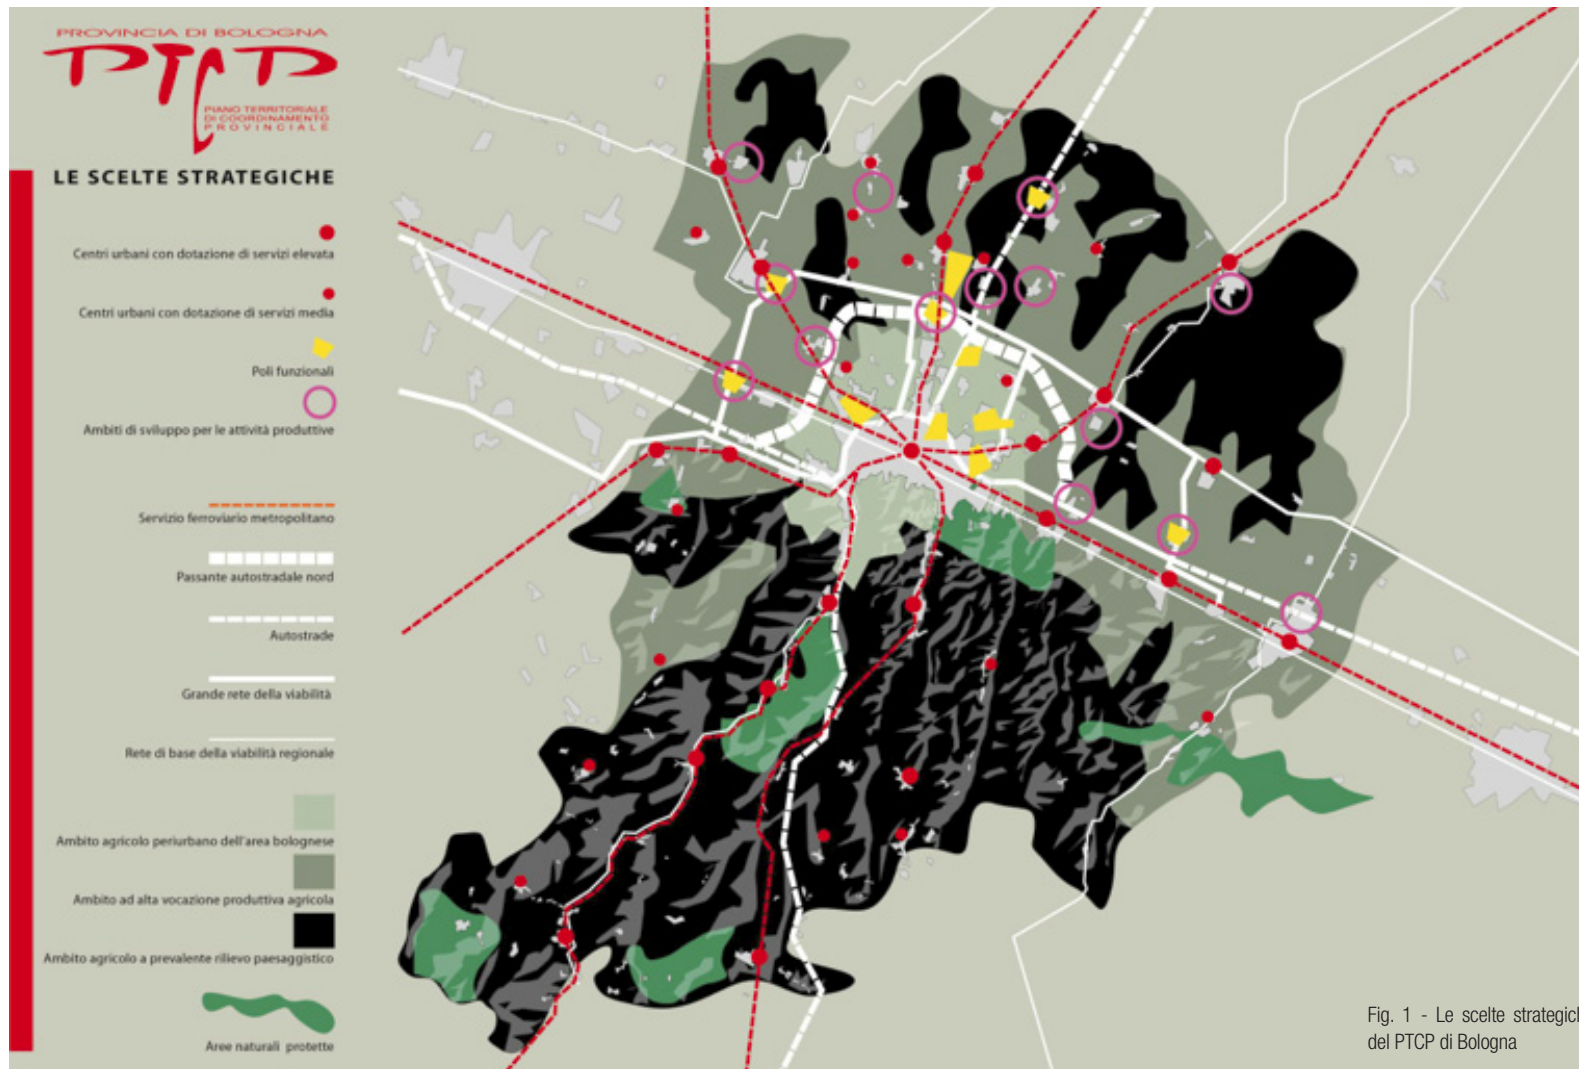 PROVINCIA DI BOLOGNA
PTCP
PIANO TERRITORIALE
DI COORDINAMENTO
PROVINCIALE
LE SCELTE STRATEGICHE
Centri urbani con dotazione di servizi elevata
Centri urbani con dotazione di servizi media
Poli funzionali
Ambiti di sviluppo per le attività produttive
Servizio ferroviario metropolitano
Passante autostradale nord
Autostrade
Grande rete della viabilità
Rete di base della viabilità regionale
Ambito agricolo periurbano dell'area bolognese
Ambito ad alta vocazione produttiva agricola
Ambito agricolo a prevalente rilievo paesaggistico
Aree naturali protette
Fig. 1 - Le scelte strategich
del PTCP di Bologna